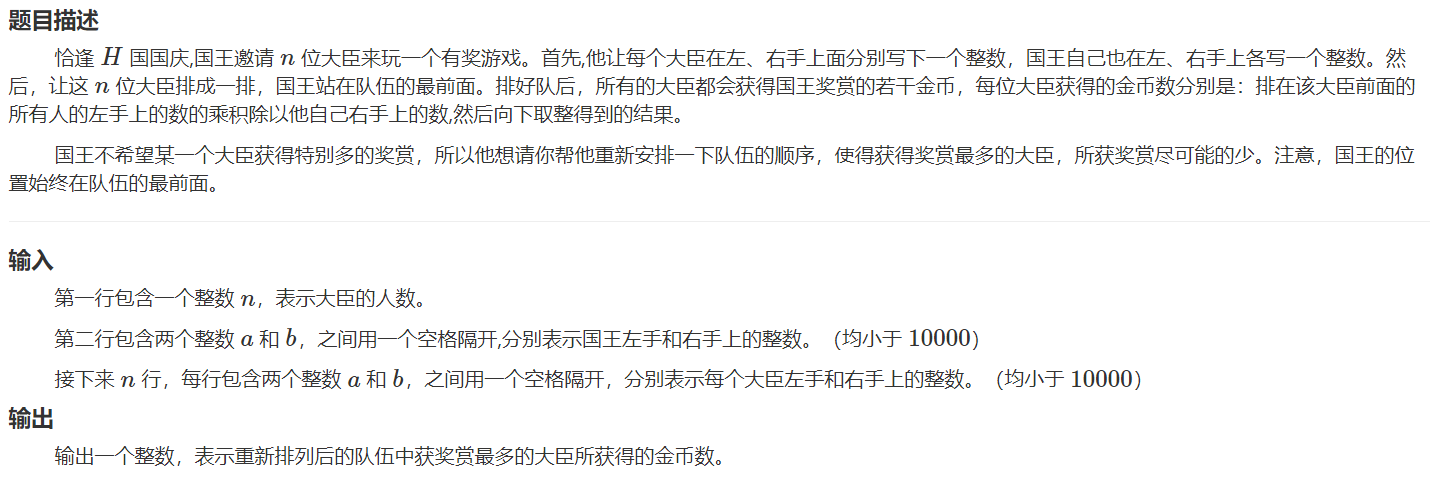 题目描述
恰逢 H 国国庆,国王邀请 n 位大臣来玩一个有奖游戏。首先,他让每个大臣在左、右手上面分别写下一个整数，国王自己也在左、右手上各写一个整数。然
后，让这 n 位大臣排成一排，国王站在队伍的最前面。排好队后，所有的大臣都会获得国王奖赏的若干金币，每位大臣获得的金币数分别是：排在该大臣前面的
所有人的左手上的数的乘积除以他自己右手上的数,然后向下取整得到的结果。
国王不希望某一个大臣获得特别多的奖赏，所以他想请你帮他重新安排一下队伍的顺序，使得获得奖赏最多的大臣，所获奖赏尽可能的少。注意，国王的位
置始终在队伍的最前面。
输入
第一行包含一个整数 n，表示大臣的人数。
第二行包含两个整数 a 和 b，之间用一个空格隔开,分别表示国王左手和右手上的整数。（均小于 10000）
接下来 n 行，每行包含两个整数 a 和 b，之间用一个空格隔开，分别表示每个大臣左手和右手上的整数。（均小于 10000）
输出
输出一个整数，表示重新排列后的队伍中获奖赏最多的大臣所获得的金币数。